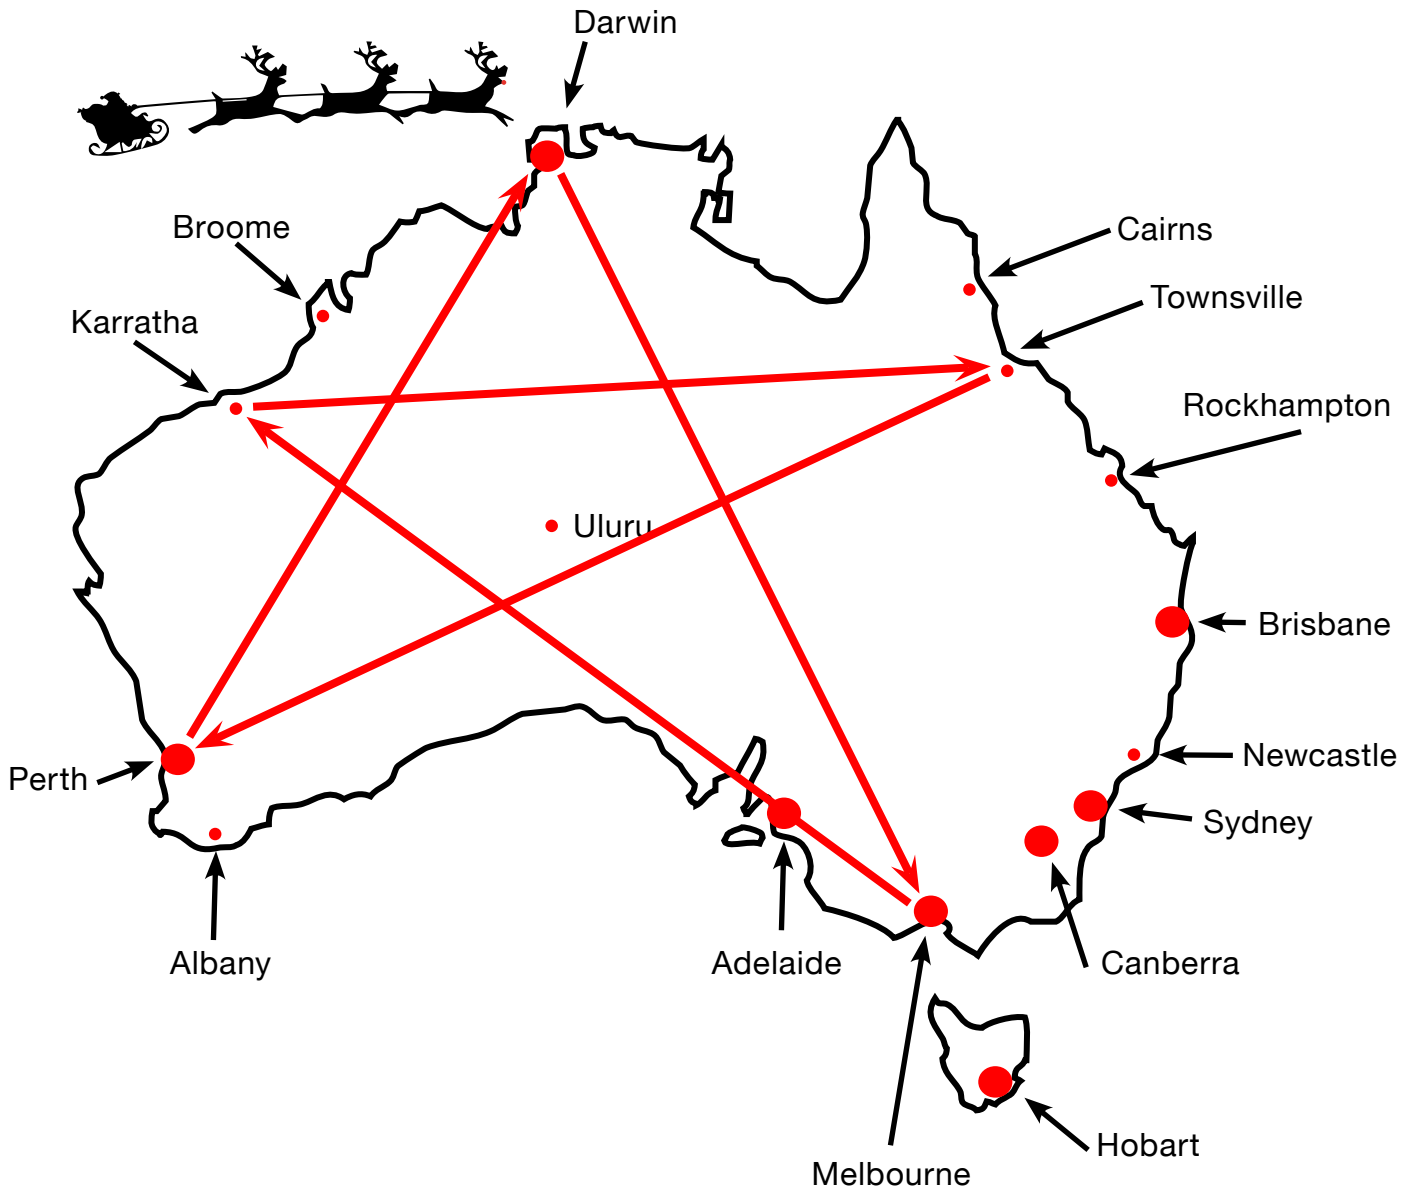 Darwin
Broome
Cairns
Townsville
Karratha
Rockhampton
Uluru
Brisbane
Newcastle
Perth
Sydney
Albany
Adelaide
Canberra
Hobart
Melbourne